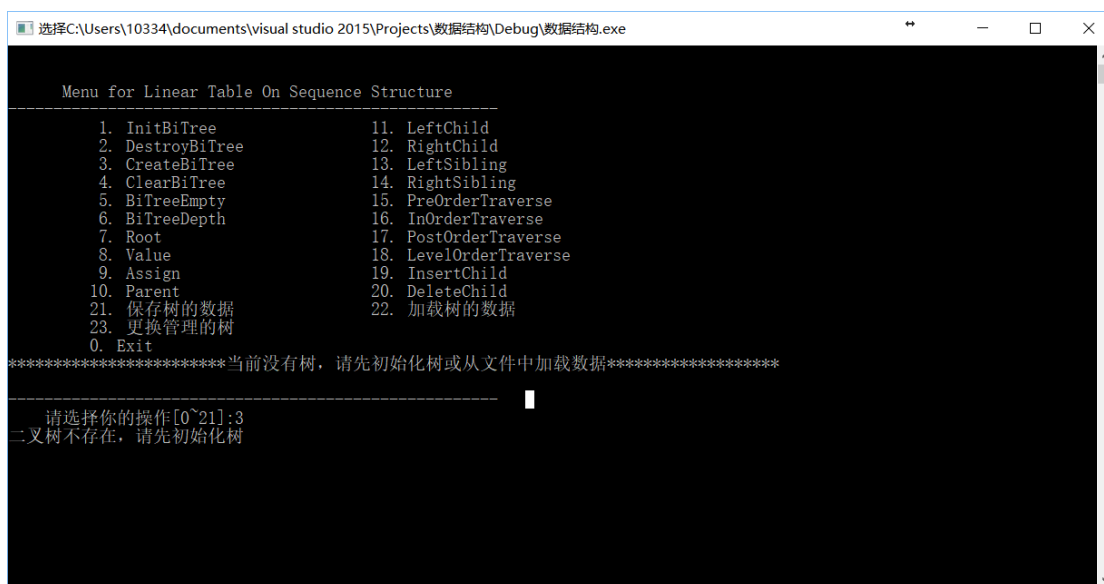 选择C:\Users\10334\documents\visual studio 2015\Projects\数据结构\Debug\数据结构.exe
Menu for Linear Table On Sequence Structure
------------------------------------------------------
1. InitBiTree 11. LeftChild
2. DestroyBiTree 12. RightChild
3. CreateBiTree 13. LeftSibling
4. ClearBiTree 14. RightSibling
5. BiTreeEmpty 15. PreOrderTraverse
6. BiTreeDepth 16. InOrderTraverse
7. Root 17. PostOrderTraverse
8. Value 18. LevelOrderTraverse
9. Assign 19. InsertChild
10. Parent 20. DeleteChild
21. 保存树的数据 22. 加载树的数据
23. 更换管理的树
0. Exit
************************当前没有树，请先初始化树或从文件中加载数据*******************
------------------------------------------------------
请选择你的操作[0~21]:3
二叉树不存在，请先初始化树